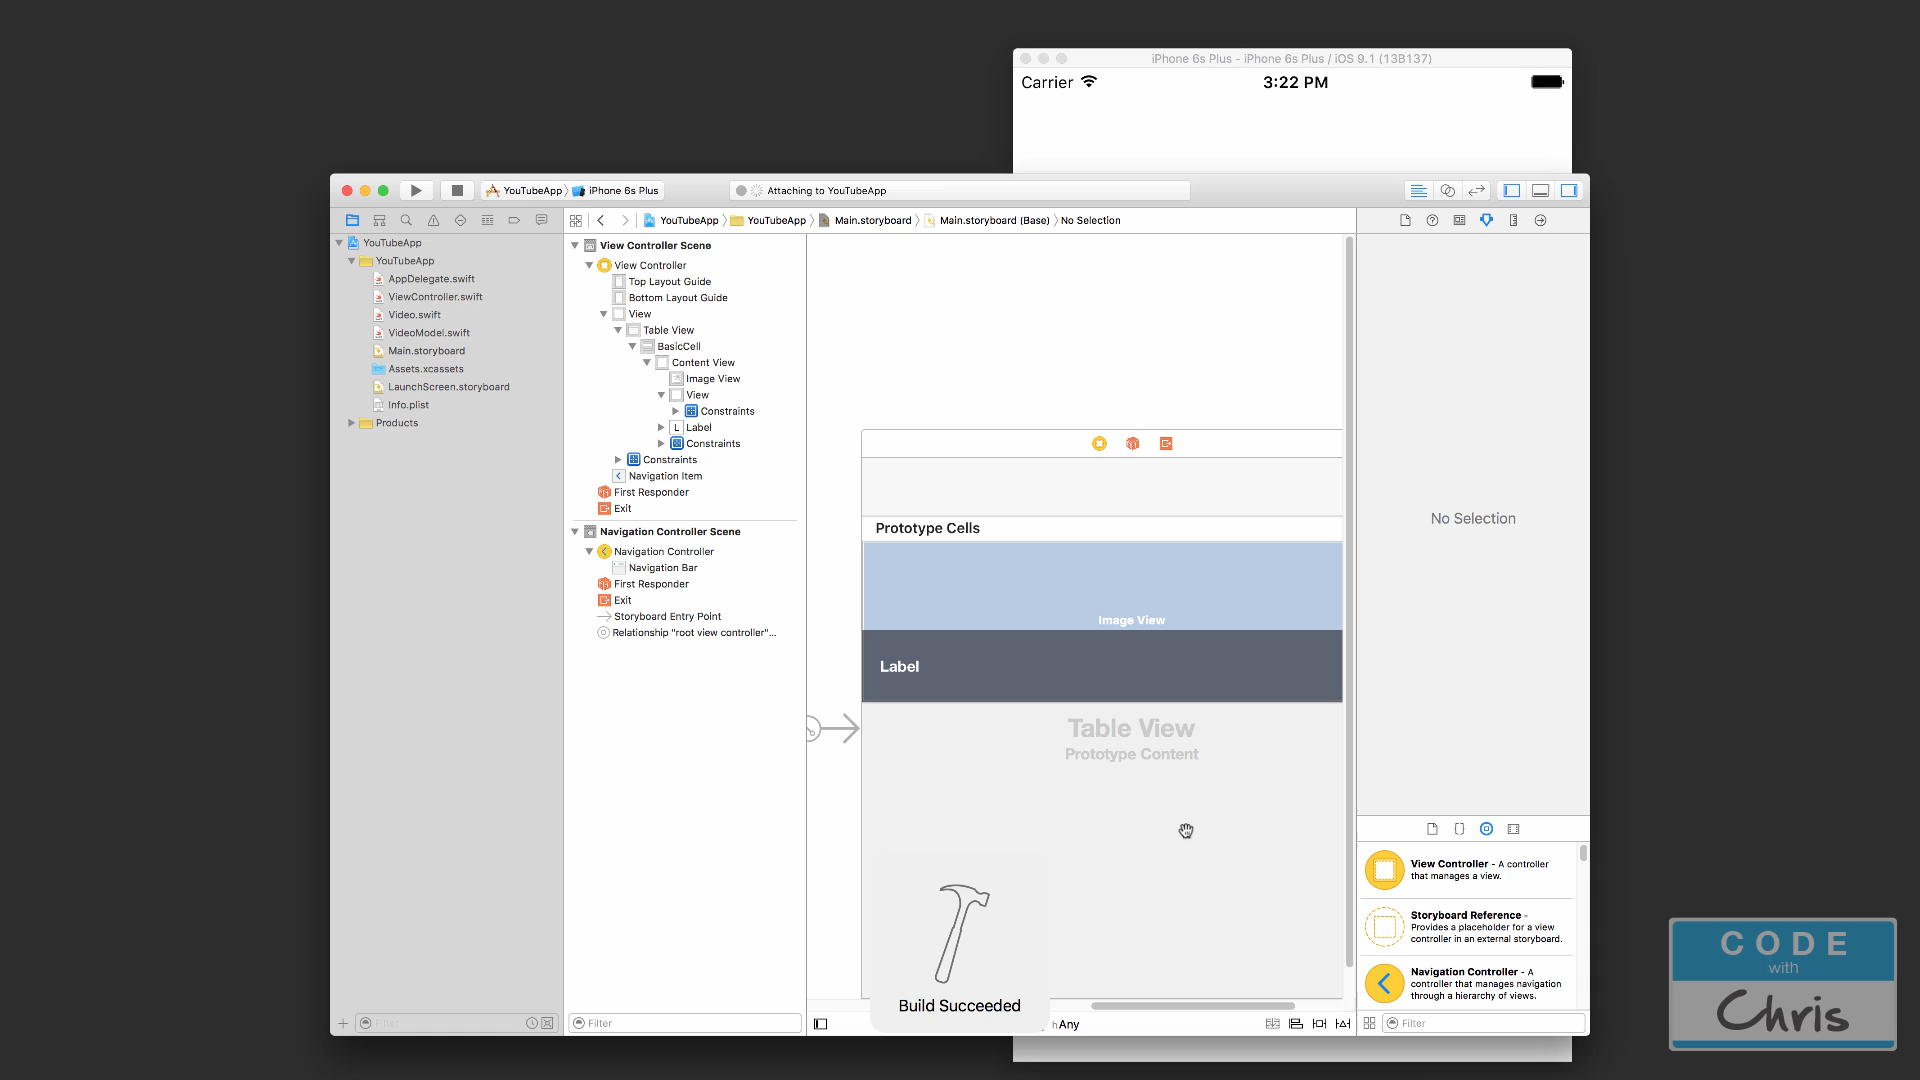 iPhone 6s Plus - iPhone 6s Plus / iOS 9.1 (13B137)
Carrier 3:22 PM
YouTubeApp iPhone 6s Plus Attaching to YouTubeApp
YouTubeApp YouTubeApp Main.storyboard Main.storyboard (Base) No Selection
YouTubeApp
YouTubeApp
AppDelegate.swift
ViewController.swift
Video.swift
VideoModel.swift
Main.storyboard
Assets.xcassets
LaunchScreen.storyboard
Info.plist
Products
Filter
View Controller Scene
View Controller
Top Layout Guide
Bottom Layout Guide
View
Table View
BasicCell
Content View
Image View
View
Constraints
L Label
Constraints
Constraints
Navigation Item
First Responder
Exit
Navigation Controller Scene
Navigation Controller
Navigation Bar
First Responder
Exit
Storyboard Entry Point
Relationship "root view controller"...
Filter
Prototype Cells
Image View
Label
Table View
Prototype Content
Build Succeeded
hAny
No Selection
View Controller - A controller
that manages a view.
Storyboard Reference -
Provides a placeholder for a view
controller in an external storyboard.
Navigation Controller - A
controller that manages navigation
through a hierarchy of views.
Filter
CODE
with
Chris